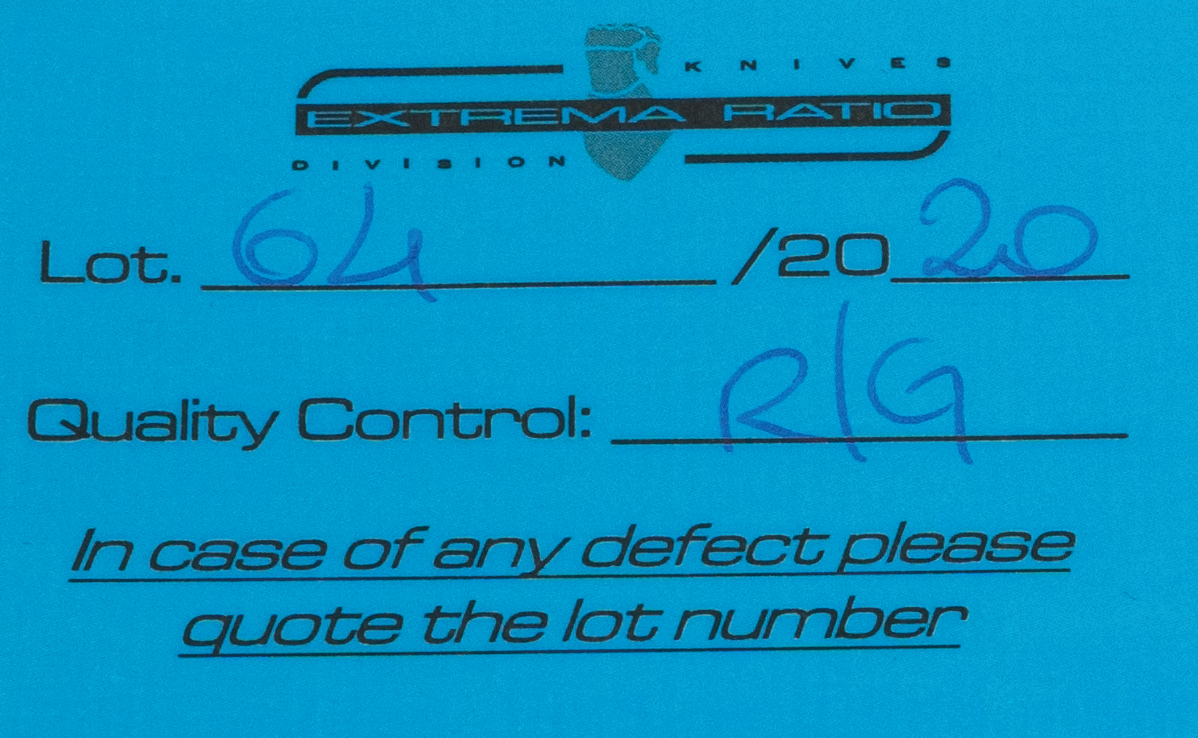 KNIVES
EXTREMA RATIO
DIVISION
Lot. 64 /2020
Quality Control: R/G
In case of any defect please
quote the lot number